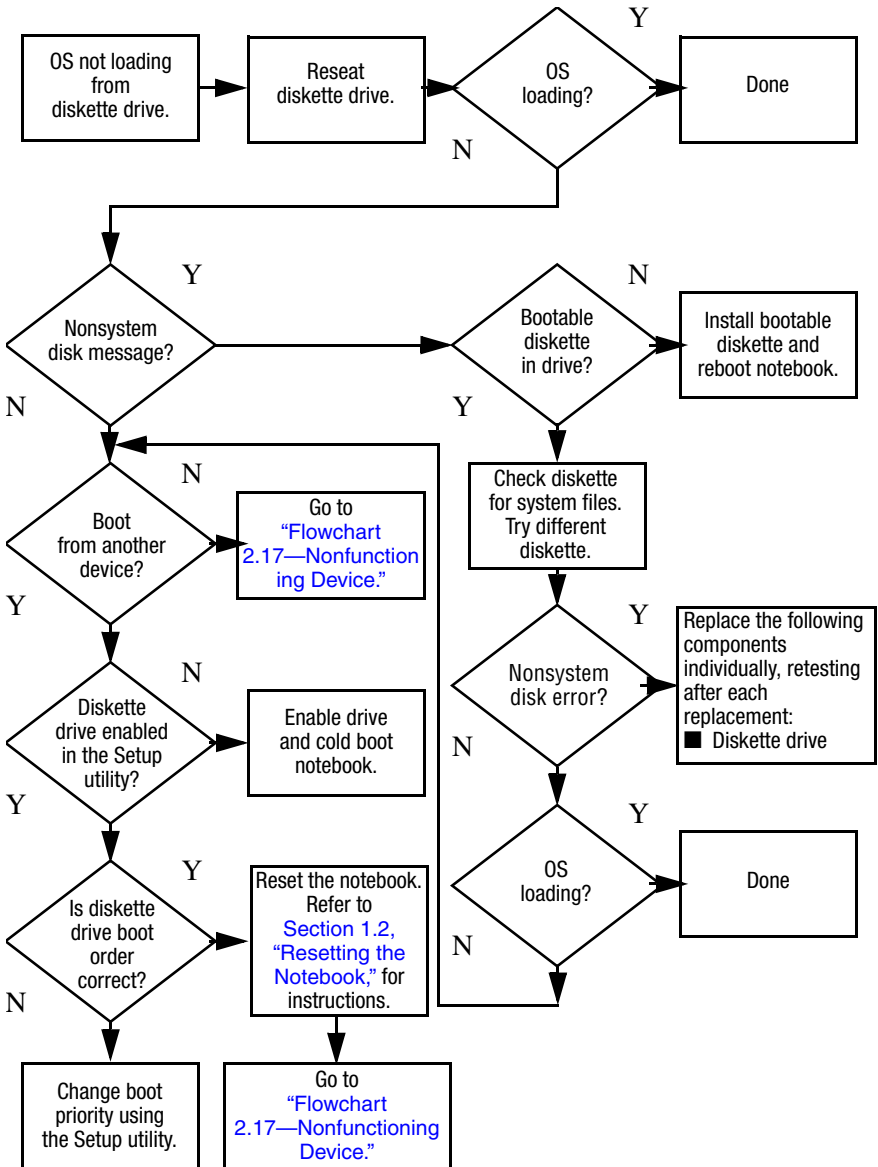 OS not loading
from
diskette drive.
Reseat
diskette drive.
OS
loading?
Y
Done
N
Nonsystem
disk message?
Y
N
Bootable
diskette
in drive?
N
Install bootable
diskette and
reboot notebook.
Y
Boot
from another
device?
N
Go to
“Flowchart
2.17—Nonfunction
ing Device.”
Y
Check diskette
for system files.
Try different
diskette.
Nonsystem
disk error?
Y
Replace the following
components
individually, retesting
after each
replacement:
■ Diskette drive
N
Diskette
drive enabled
in the Setup
utility?
N
Enable drive
and cold boot
notebook.
Y
OS
loading?
Y
Done
N
Is diskette
drive boot
order
correct?
Y
Reset the notebook.
Refer to
Section 1.2,
“Resetting the
Notebook,” for
instructions.
N
Change boot
priority using
the Setup utility.
Go to
“Flowchart
2.17—Nonfunctioning
Device.”